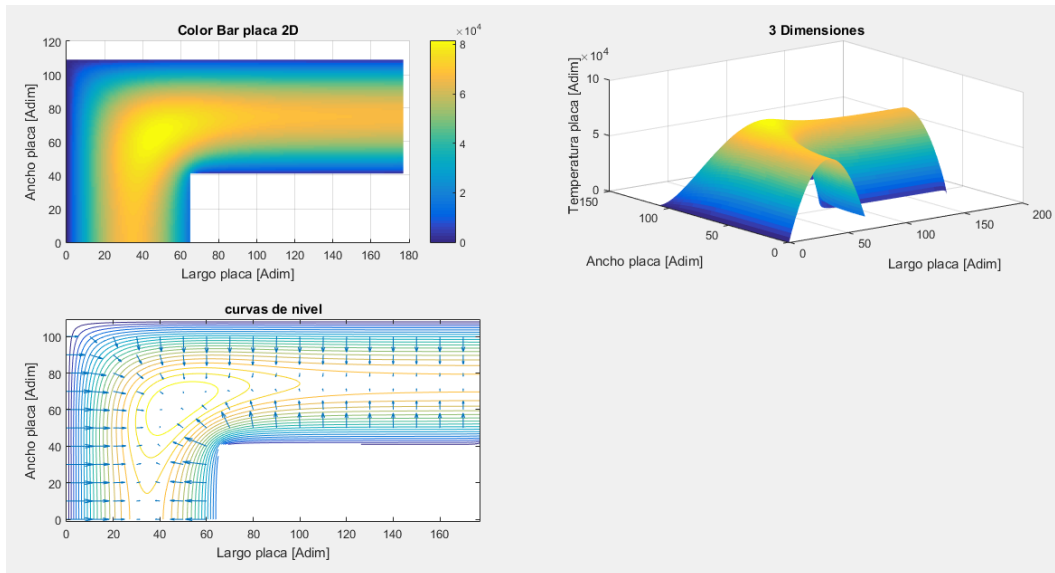 Color Bar placa 2D
×10^4
120
100
80
60
40
20
0
0 20 40 60 80 100 120 140 160 180
8
6
4
2
0
Ancho placa [Adim]
Largo placa [Adim]
3 Dimensiones
×10^4
10
5
0
150
100
50
0
0
50
100
150
200
Temperatura placa [Adim]
Ancho placa [Adim]
Largo placa [Adim]
curvas de nivel
100
80
60
40
20
0
0 20 40 60 80 100 120 140 160
Ancho placa [Adim]
Largo placa [Adim]